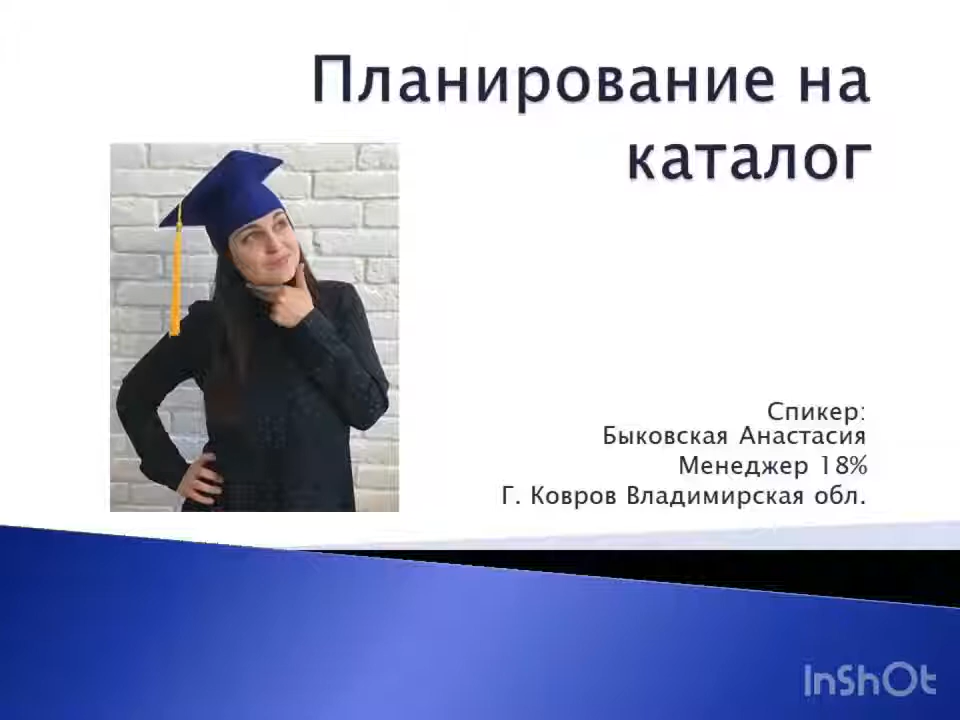 Планирование на
каталог
Спикер:
Быковская Анастасия
Менеджер 18%
Г. Ковров Владимирская обл.
InShOt